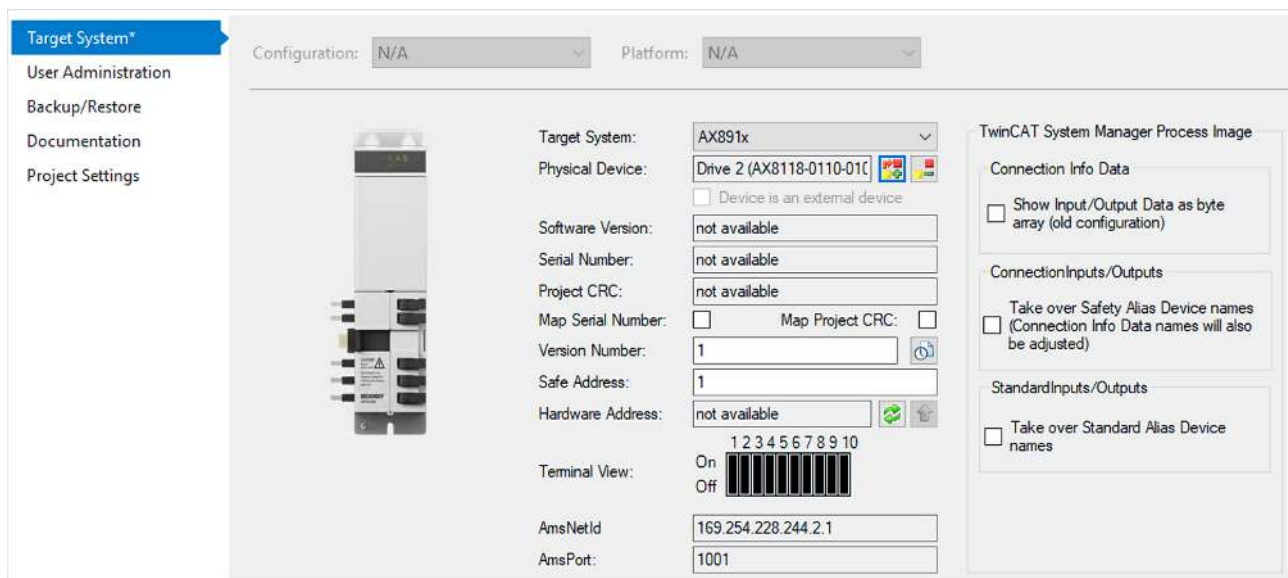 Target System*
User Administration
Backup/Restore
Documentation
Project Settings
Configuration: N/A Platform: N/A
Target System: AX891x
Physical Device: Drive 2 (AX8118-0110-010
Device is an external device
Software Version: not available
Serial Number: not available
Project CRC: not available
Map Serial Number: Map Project CRC:
Version Number: 1
Safe Address: 1
Hardware Address: not available
1 2 3 4 5 6 7 8 9 10
Terminal View: On
Off
AmsNetId 169.254.228.244.2.1
AmsPort: 1001
TwinCAT System Manager Process Image
Connection Info Data
Show Input/Output Data as byte
array (old configuration)
ConnectionInputs/Outputs
Take over Safety Alias Device names
(Connection Info Data names will also
be adjusted)
StandardInputs/Outputs
Take over Standard Alias Device
names